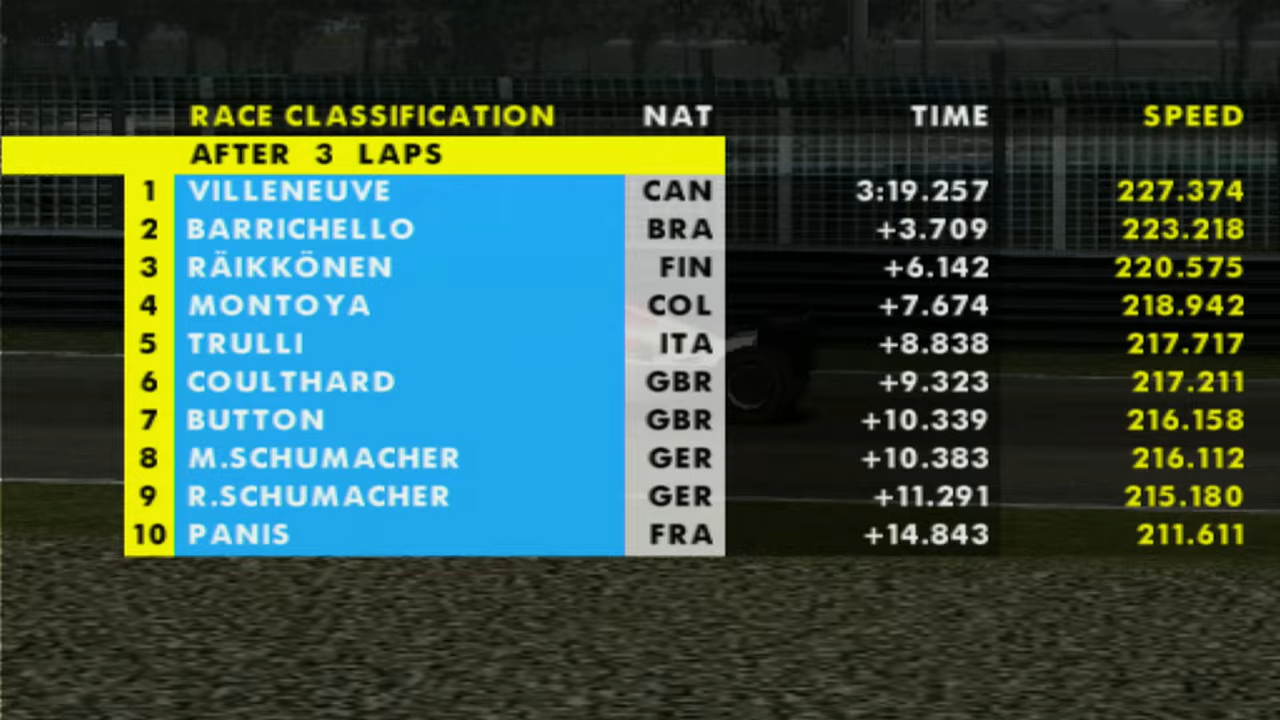 RACE CLASSIFICATION NAT TIME SPEED
AFTER 3 LAPS
1 VILLENEUVE CAN 3:19.257 227.374
2 BARRICHELLO BRA +3.709 223.218
3 RÄIKKÖNEN FIN +6.142 220.575
4 MONTOYA COL +7.674 218.942
5 TRULLI ITA +8.838 217.717
6 COULTHARD GBR +9.323 217.211
7 BUTTON GBR +10.339 216.158
8 M.SCHUMACHER GER +10.383 216.112
9 R.SCHUMACHER GER +11.291 215.180
10 PANIS FRA +14.843 211.611